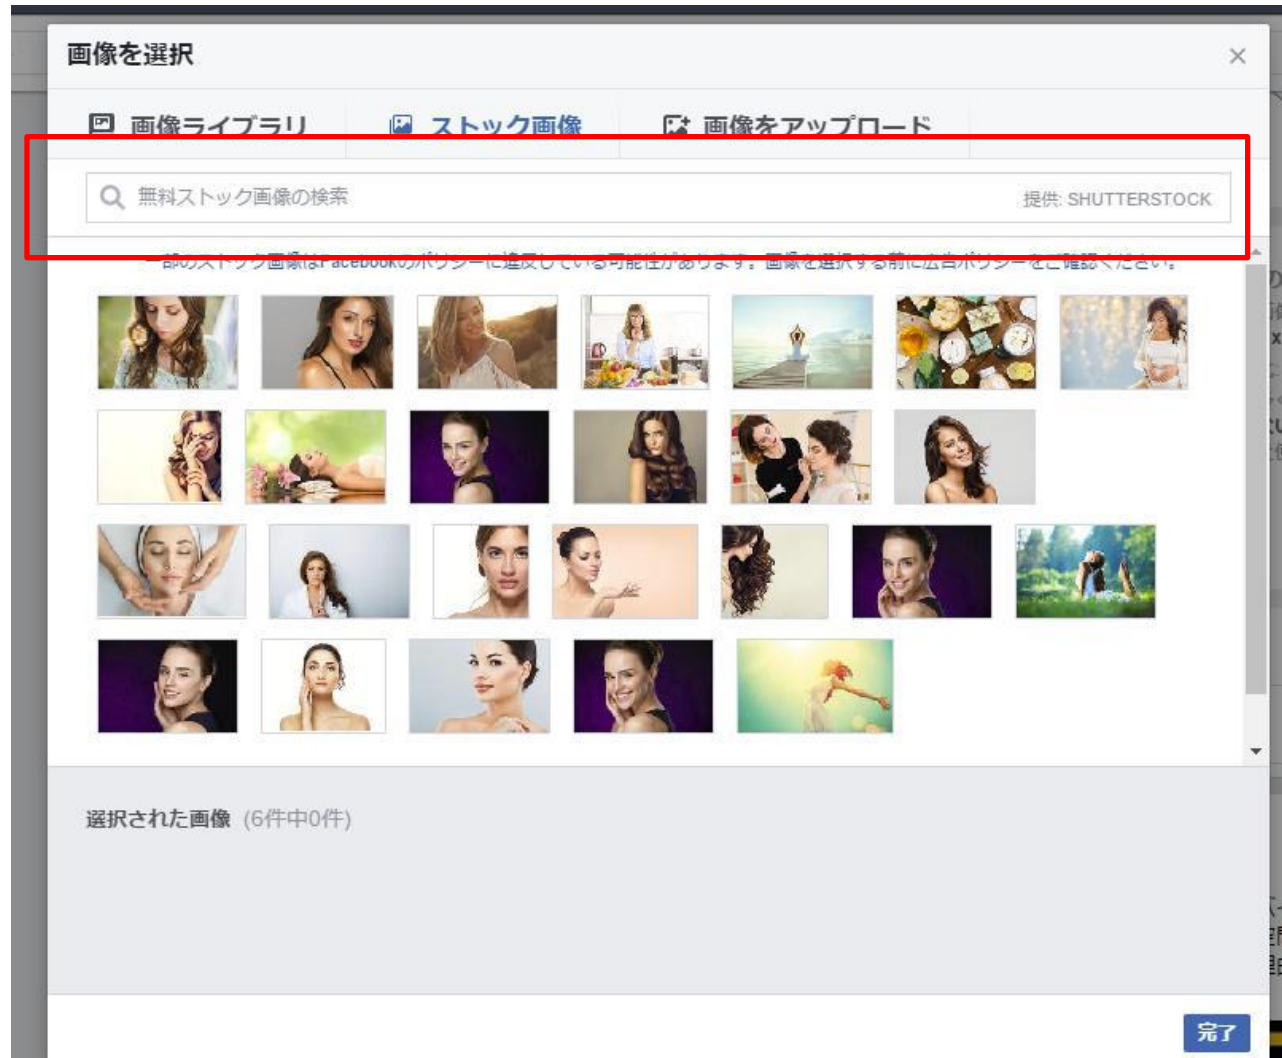 画像を選択
×
画像ライブラリ
ストック画像
画像をアップロード
無料ストック画像の検索
提供: SHUTTERSTOCK
一部のストック画像はFacebookのポリシーに違反している可能性があります。画像を選択する前に広告ポリシーをご確認ください。
選択された画像 (6件中0件)
完了